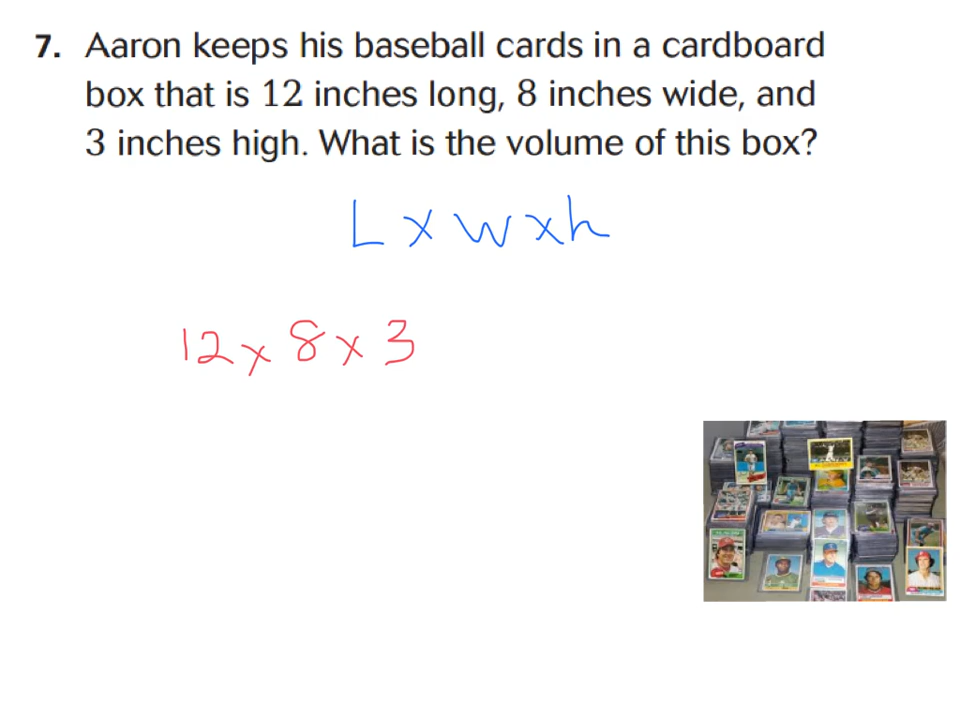 7. Aaron keeps his baseball cards in a cardboard
box that is 12 inches long, 8 inches wide, and
3 inches high. What is the volume of this box?
L x w x h
12 x 8 x 3